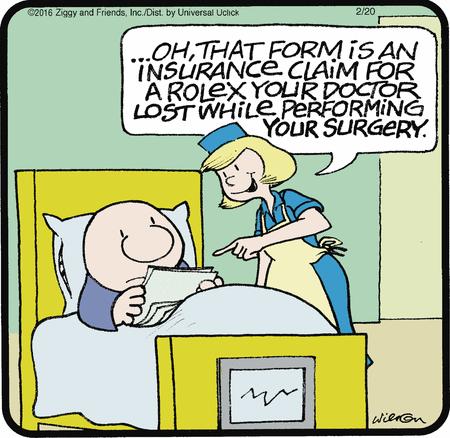 ©2016 Ziggy and Friends, Inc./Dist. by Universal Uclick 2/20
...OH, THAT FORM IS AN
INSURANCE CLAIM FOR
A ROLEX YOUR DOCTOR
LOST WHILE PERFORMING
YOUR SURGERY.
WILSON